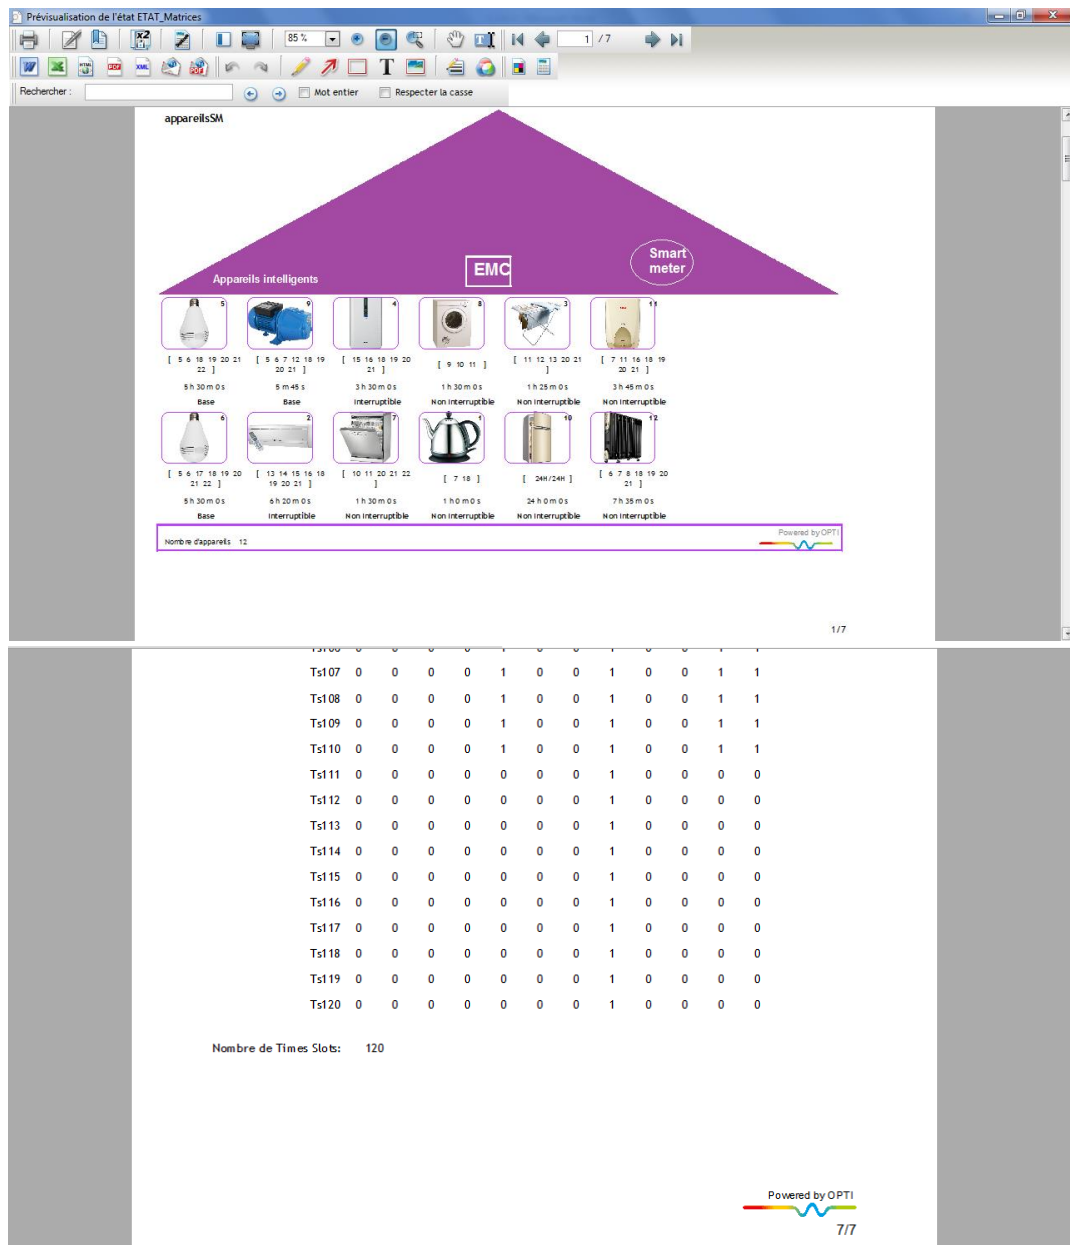 Prévisualisation de l'état ETAT_Matrices
85 % 1 / 7
Rechercher : Mot entier Respecter la casse
appareilsSM
Smart
meter
EMC
Appareils intelligents
5 9 4 8 3 11
[ 5 6 18 19 20 21 22 ] [ 5 6 7 12 18 19 20 21 ] [ 15 16 18 19 20 21 ] [ 9 10 11 ] [ 11 12 13 20 21 ] [ 7 11 16 18 19 20 21 ]
5 h 30 m 0 s 5 m 45 s 3 h 30 m 0 s 1 h 30 m 0 s 1 h 25 m 0 s 3 h 45 m 0 s
Base Base Interruptible Non Interruptible Non Interruptible Non Interruptible
6 2 7 1 10 12
[ 5 6 17 18 19 20 21 22 ] [ 13 14 15 16 18 19 20 21 ] [ 10 11 20 21 22 ] [ 7 18 ] [ 24H/24H ] [ 6 7 8 18 19 20 21 ]
5 h 30 m 0 s 6 h 20 m 0 s 1 h 30 m 0 s 1 h 0 m 0 s 24 h 0 m 0 s 7 h 35 m 0 s
Base Interruptible Non Interruptible Non Interruptible Non Interruptible Non Interruptible
Powered by OPTI
Nombre d'appareils 12
1/7
Ts107 0 0 0 0 1 0 0 1 0 0 1 1
Ts108 0 0 0 0 1 0 0 1 0 0 1 1
Ts109 0 0 0 0 1 0 0 1 0 0 1 1
Ts110 0 0 0 0 1 0 0 1 0 0 1 1
Ts111 0 0 0 0 0 0 0 1 0 0 0 0
Ts112 0 0 0 0 0 0 0 1 0 0 0 0
Ts113 0 0 0 0 0 0 0 1 0 0 0 0
Ts114 0 0 0 0 0 0 0 1 0 0 0 0
Ts115 0 0 0 0 0 0 0 1 0 0 0 0
Ts116 0 0 0 0 0 0 0 1 0 0 0 0
Ts117 0 0 0 0 0 0 0 1 0 0 0 0
Ts118 0 0 0 0 0 0 0 1 0 0 0 0
Ts119 0 0 0 0 0 0 0 1 0 0 0 0
Ts120 0 0 0 0 0 0 0 1 0 0 0 0
Nombre de Times Slots: 120
Powered by OPTI
7/7